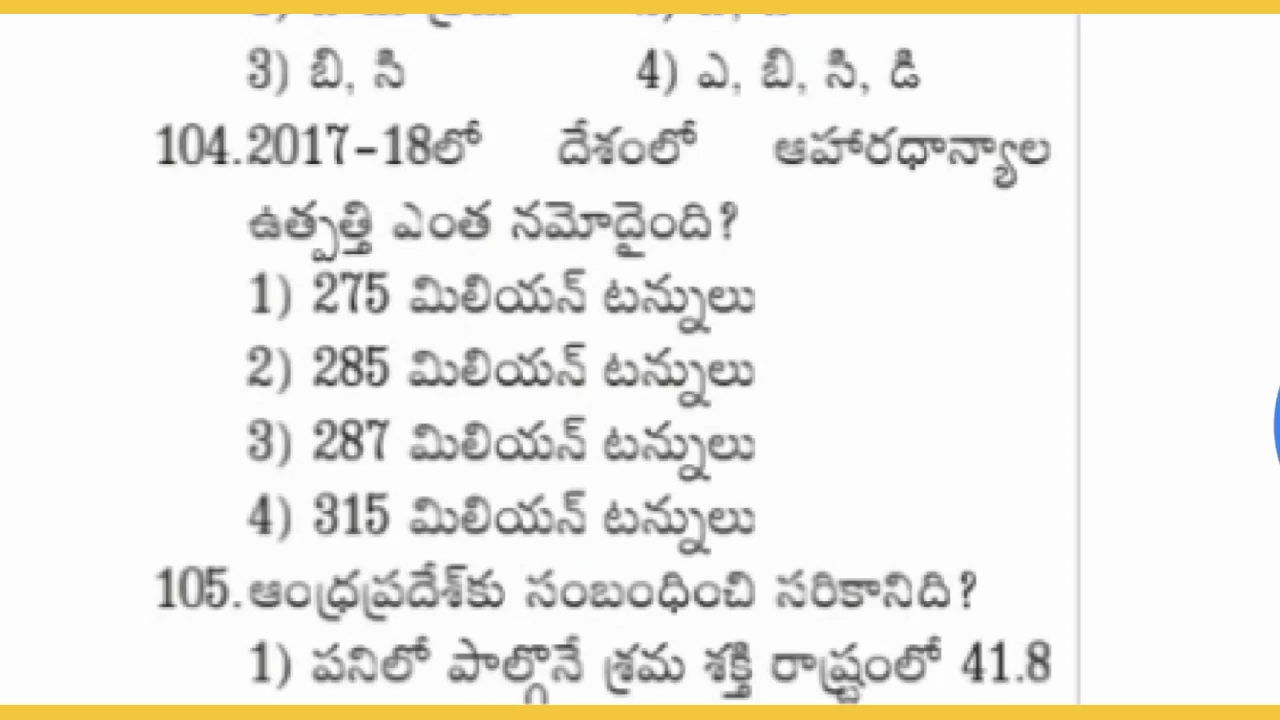 3) బి, సి 4) ఎ, బి, సి, డి
104.2017-18లో దేశంలో ఆహారధాన్యాల
ఉత్పత్తి ఎంత నమోదైంది?
1) 275 మిలియన్ టన్నులు
2) 285 మిలియన్ టన్నులు
3) 287 మిలియన్ టన్నులు
4) 315 మిలియన్ టన్నులు
105.ఆంధ్రప్రదేశ్‌కు సంబంధించి సరికానిది?
1) పనిలో పాల్గొనే శ్రమ శక్తి రాష్ట్రంలో 41.8